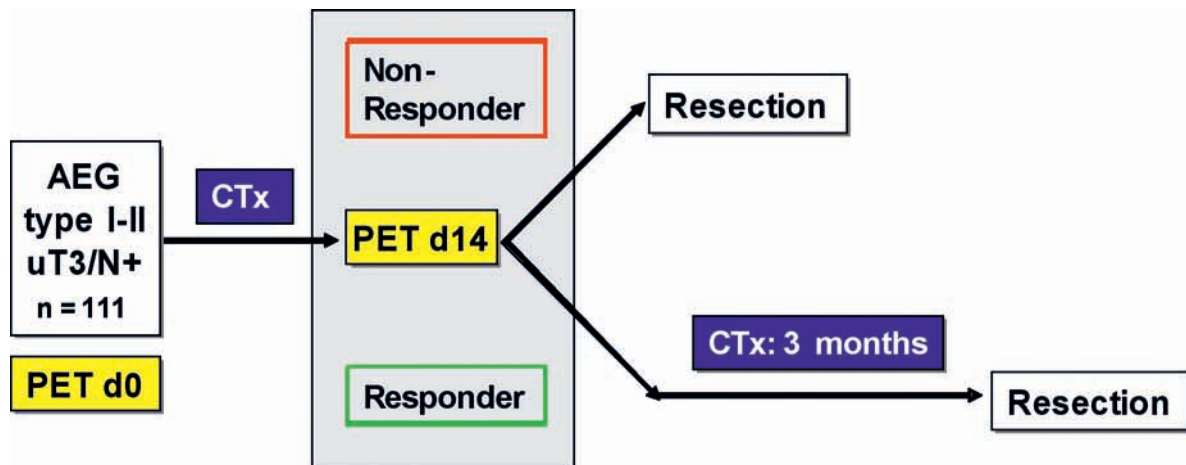 AEG
type I-II
uT3/N+
n = 111
PET d0
CTx
Non-
Responder
PET d14
Responder
Resection
CTx: 3 months
Resection